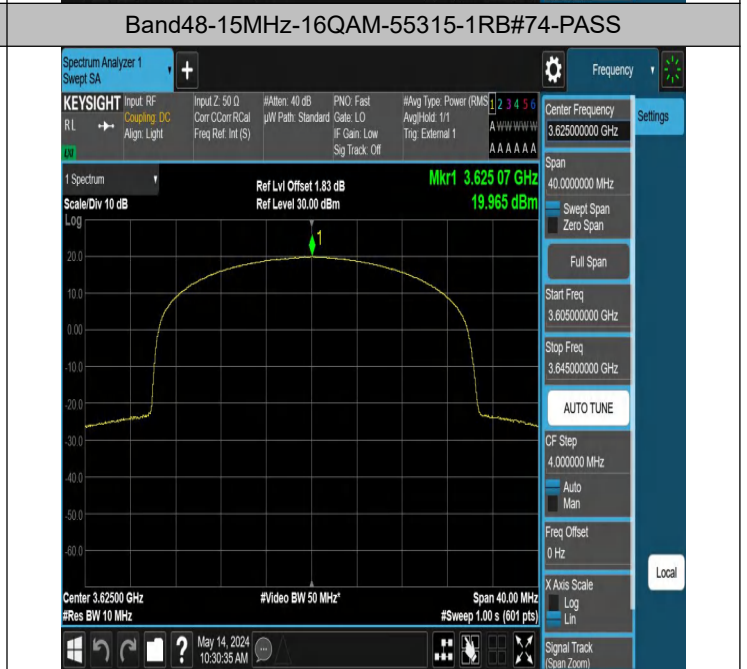 Band48-15MHz-16QAM-55315-1RB#74-PASS
Spectrum Analyzer 1
Swept SA
Frequency
KEYSIGHT
RL
Input: RF
Coupling: DC
Align: Light
Input Z: 50 Ω
Corr CCorr RCal
Freq Ref: Int (S)
#Atten: 40 dB
µW Path: Standard
PNO: Fast
Gate: LO
IF Gain: Low
Sig Track: Off
#Avg Type: Power (RMS
Avg|Hold: 1/1
Trig: External 1
1 2 3 4 5 6
A W W W W W
A A A A A A
Center Frequency
3.625000000 GHz
Settings
1 Spectrum
Scale/Div 10 dB
Log
Ref Lvl Offset 1.83 dB
Ref Level 30.00 dBm
Mkr1 3.625 07 GHz
19.965 dBm
Span
40.0000000 MHz
Swept Span
Zero Span
Full Span
Start Freq
3.605000000 GHz
Stop Freq
3.645000000 GHz
AUTO TUNE
CF Step
4.000000 MHz
Auto
Man
Freq Offset
0 Hz
X Axis Scale
Log
Lin
Signal Track
(Span Zoom)
Local
1
20.0
10.0
0.00
-10.0
-20.0
-30.0
-40.0
-50.0
-60.0
Center 3.62500 GHz
#Video BW 50 MHz*
Span 40.00 MHz
#Res BW 10 MHz
#Sweep 1.00 s (601 pts)
?
May 14, 2024
10:30:35 AM